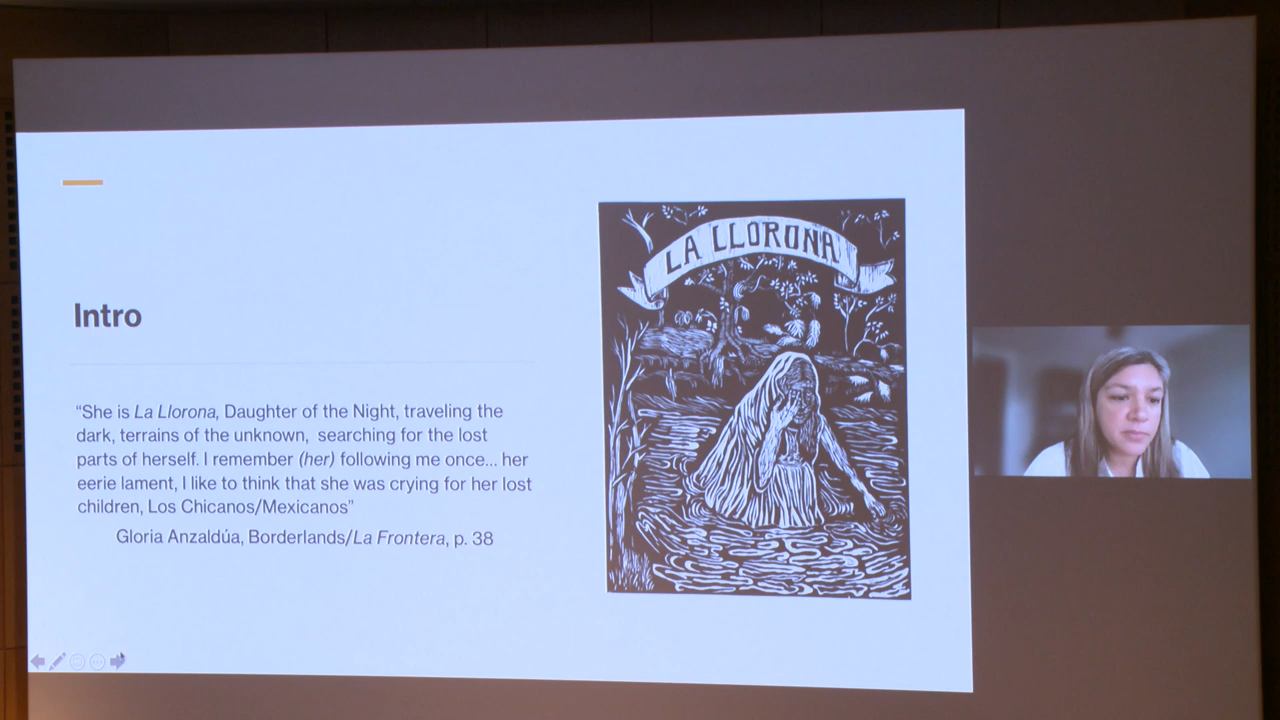 LA LLORONA
Intro
“She is La Llorona, Daughter of the Night, traveling the
dark, terrains of the unknown, searching for the lost
parts of herself. I remember (her) following me once... her
eerie lament, I like to think that she was crying for her lost
children, Los Chicanos/Mexicanos”
Gloria Anzaldúa, Borderlands/La Frontera, p. 38